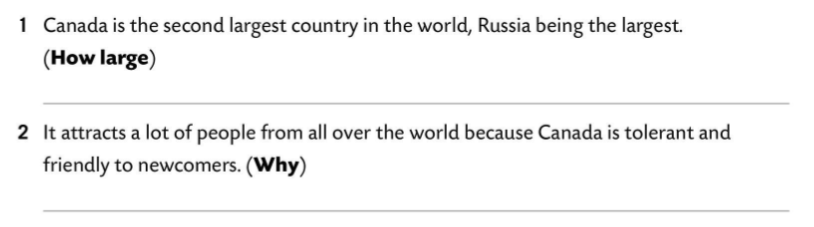 1 Canada is the second largest country in the world, Russia being the largest.
(How large)
2 It attracts a lot of people from all over the world because Canada is tolerant and
friendly to newcomers. (Why)